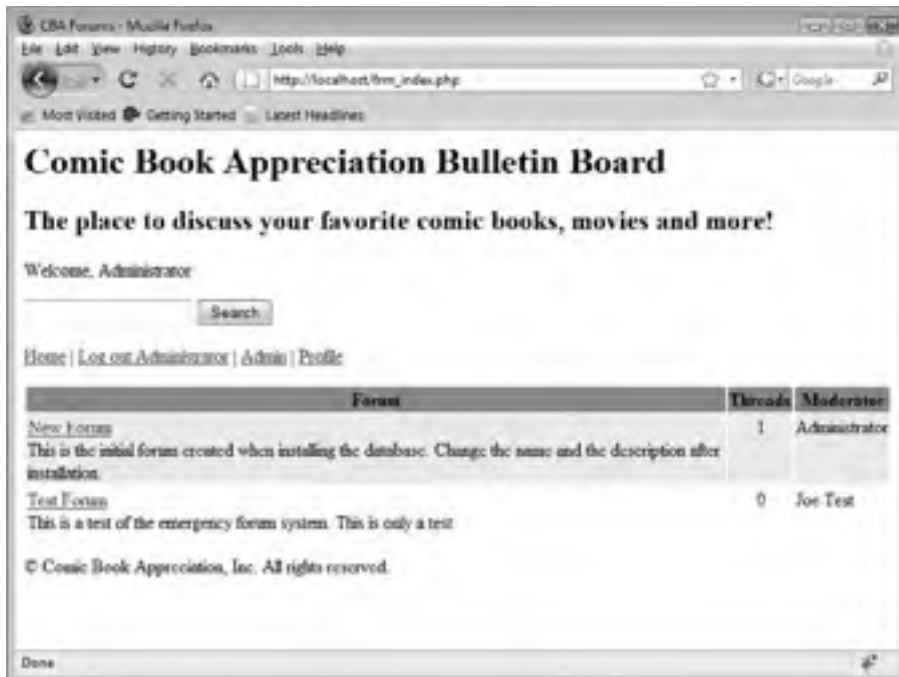 CBA Forums - Mozilla Firefox
File Edit View History Bookmarks Tools Help
http://localhost/frm_index.php
Google
Most Visited Getting Started Latest Headlines
Comic Book Appreciation Bulletin Board
The place to discuss your favorite comic books, movies and more!
Welcome, Administrator
Search
Home | Log out Administrator | Admin | Profile
Forum Threads Moderator
New Forum 1 Administrator
This is the initial forum created when installing the database. Change the name and the description after
installation.
Test Forum 0 Joe Test
This is a test of the emergency forum system. This is only a test
© Comic Book Appreciation, Inc. All rights reserved.
Done